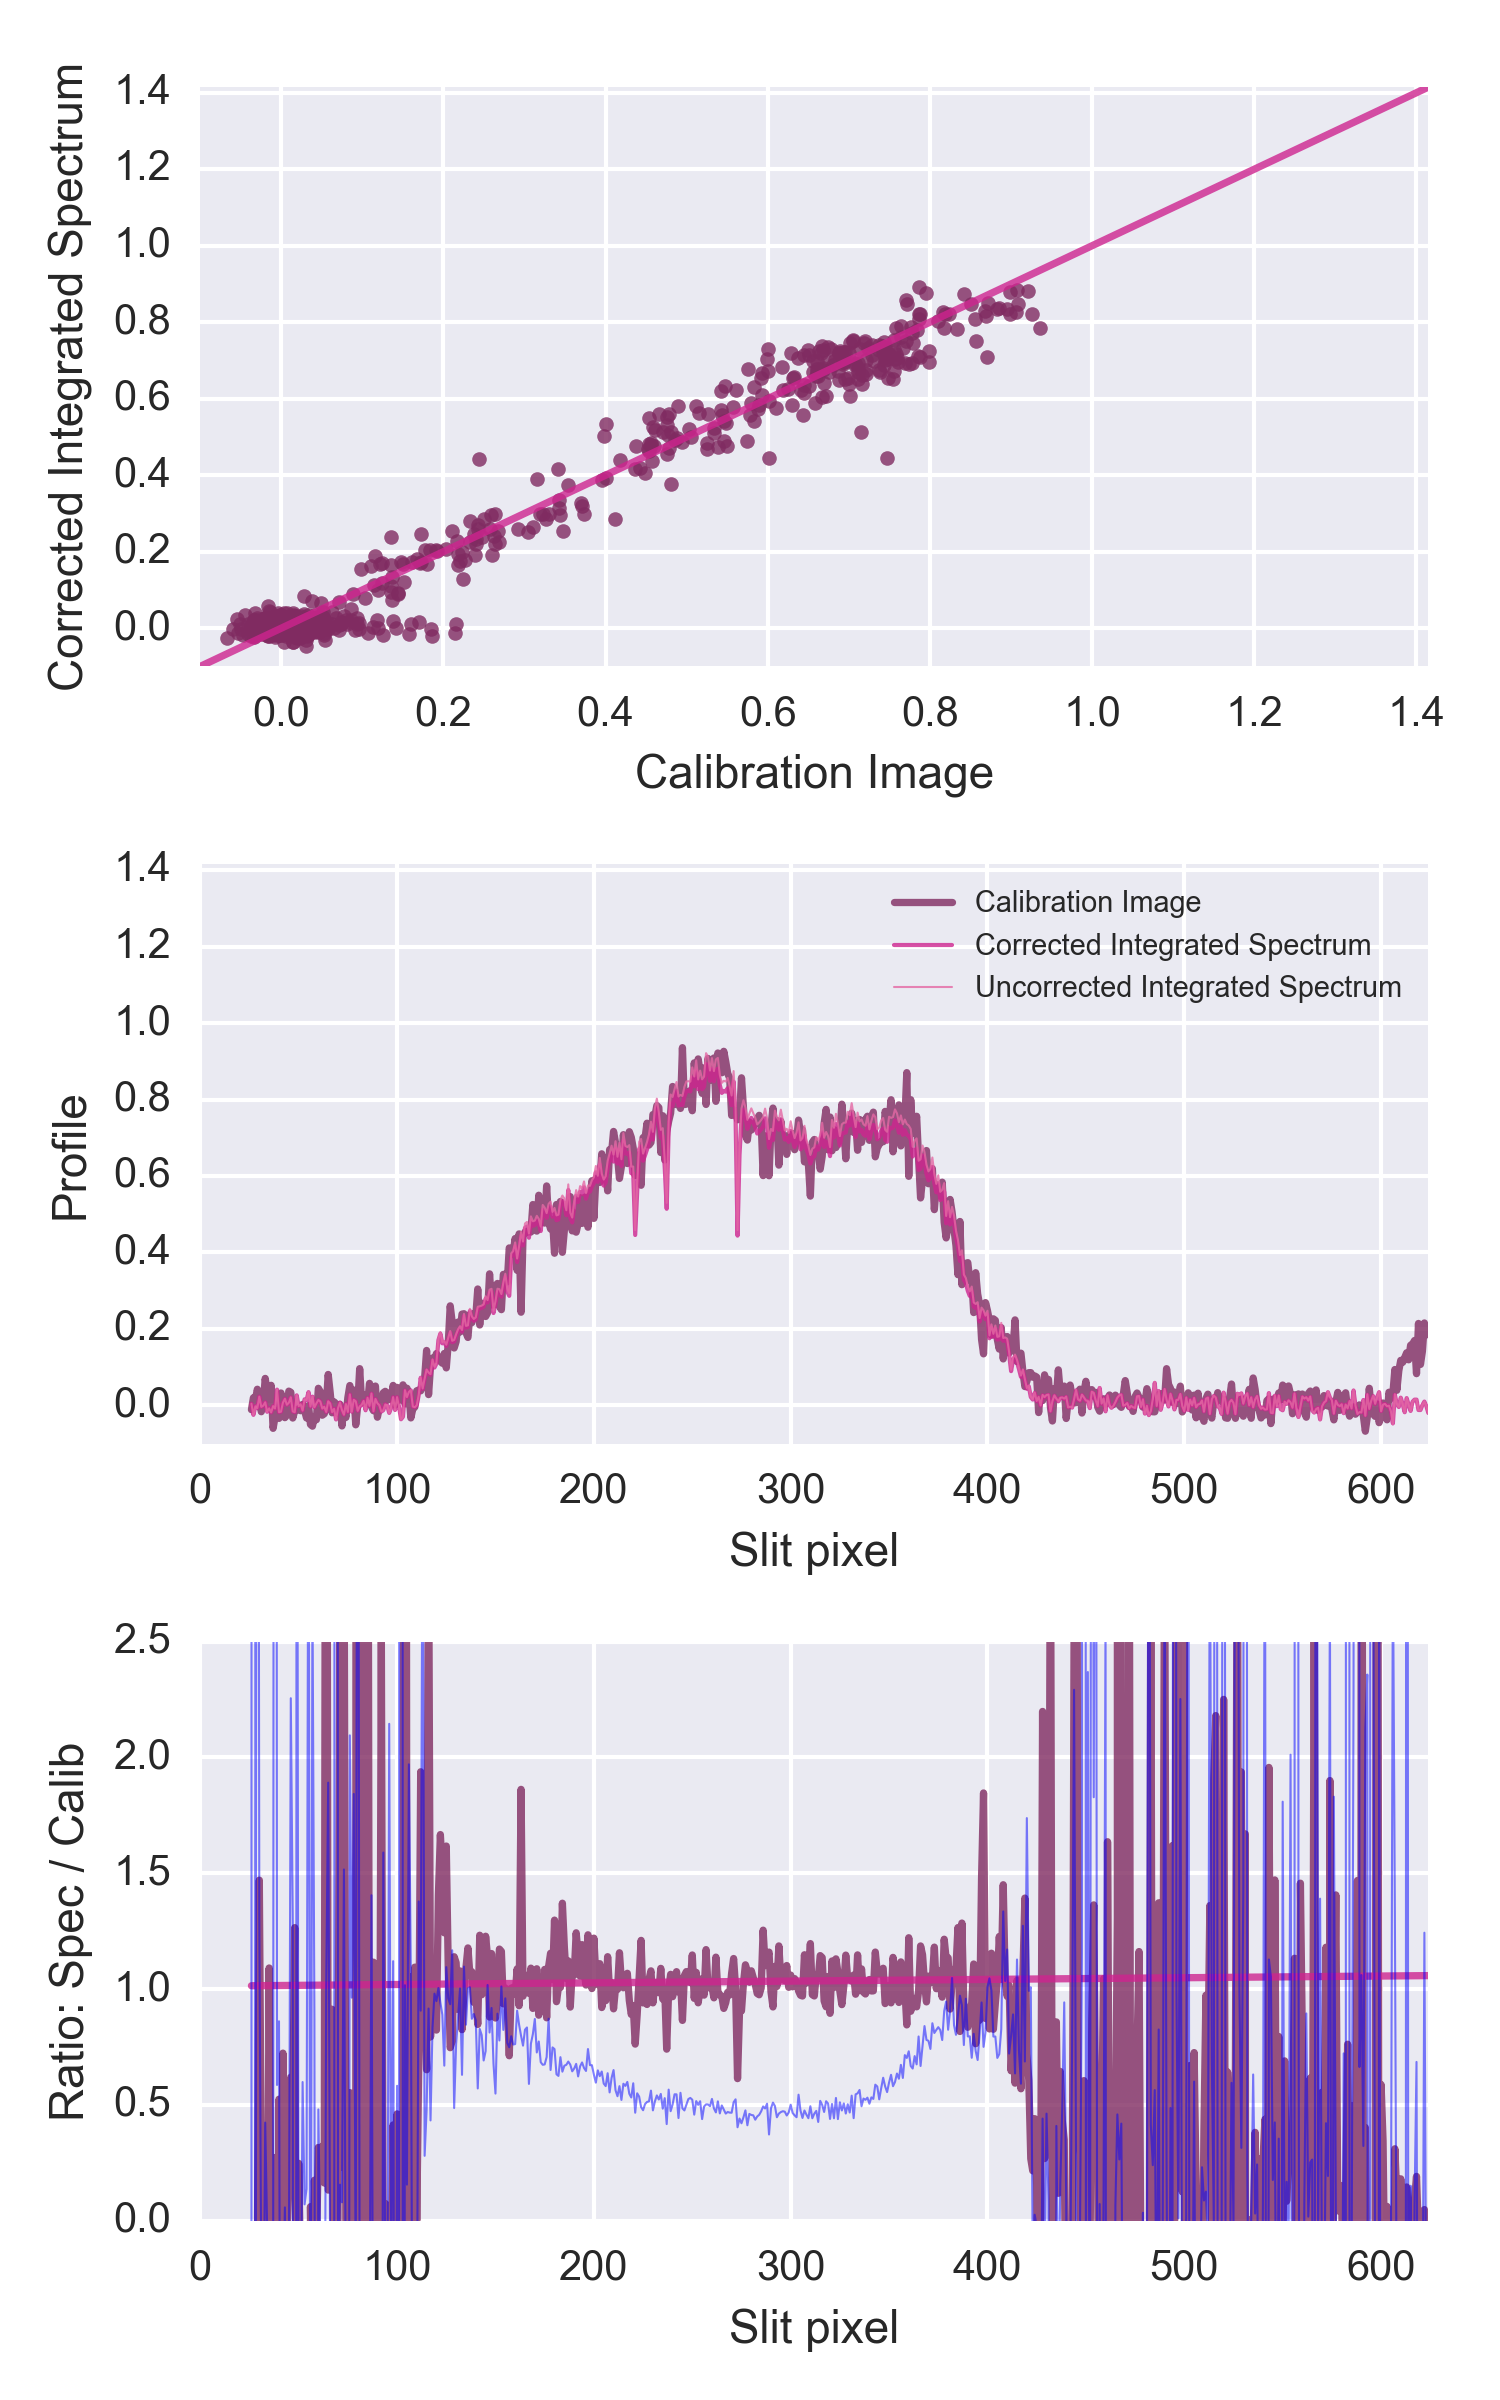 Corrected Integrated Spectrum
1.4
1.2
1.0
0.8
0.6
0.4
0.2
0.0
0.0 0.2 0.4 0.6 0.8 1.0 1.2 1.4
Calibration Image
Profile
1.4
1.2
1.0
0.8
0.6
0.4
0.2
0.0
Calibration Image
Corrected Integrated Spectrum
Uncorrected Integrated Spectrum
0 100 200 300 400 500 600
Slit pixel
Ratio: Spec / Calib
2.5
2.0
1.5
1.0
0.5
0.0
0 100 200 300 400 500 600
Slit pixel